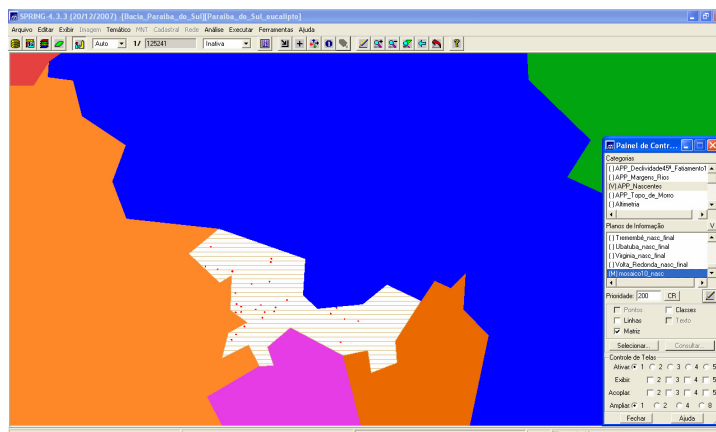 SPRING-4.3.3 (20/12/2007) -[Bacia_Paraiba_do_Sul][Paraiba_do_Sul_eucalipto]
Arquivo Editar Exibir Imagem Temático MNT Cadastral Rede Análise Executar Ferramentas Ajuda
Auto 1/ 125241 Inativa
Painel de Contr...
Categorias
( ) APP_Declividade45º_Fatiamento1
( ) APP_Margens_Rios
(V) APP_Nascentes
( ) APP_Topo_de_Morro
( ) Altimetria
Planos de Informação V
( ) Tremembé_nasc_final
( ) Ubatuba_nasc_final
( ) Virginia_nasc_final
( ) Volta_Redonda_nasc_final
(M) mosaico10_nasc
Prioridade: 200 CR
Pontos Classes
Linhas Texto
Matriz
Selecionar... Consultar...
Controle de Telas
Ativar: 1 2 3 4 5
Exibir: 2 3 4 5
Acoplar: 2 3 4 5
Ampliar: 1 2 4 8
Fechar Ajuda